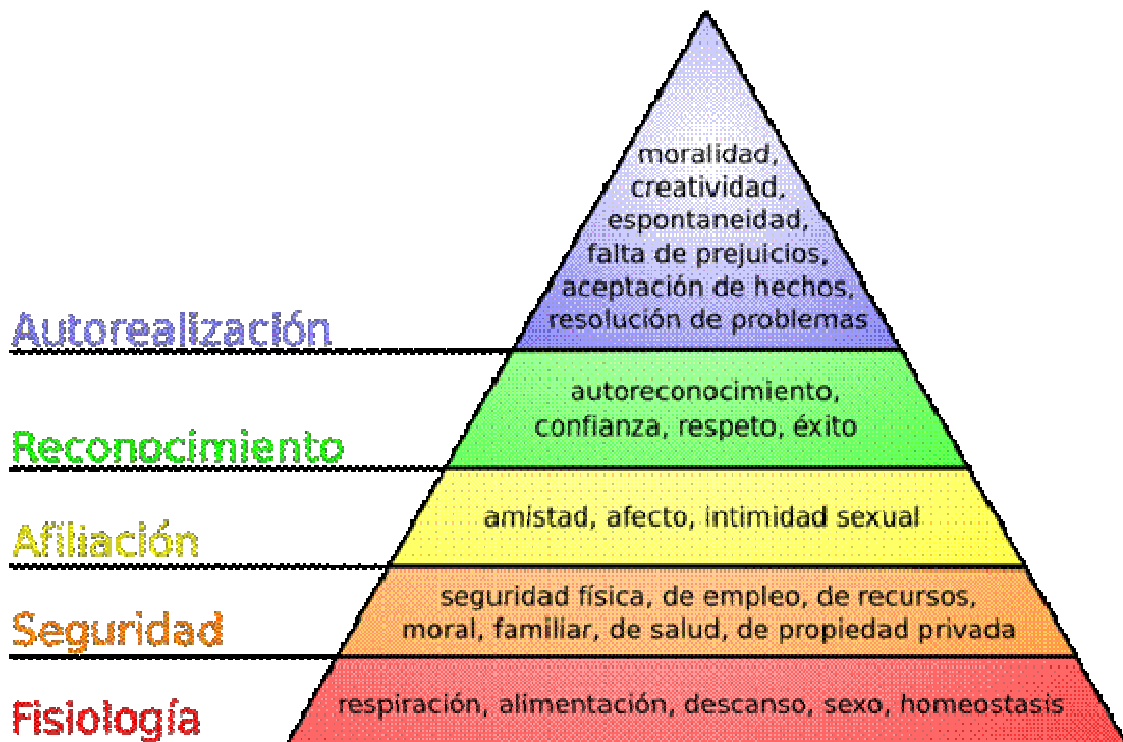 moralidad,
creatividad,
espontaneidad,
falta de prejuicios,
aceptación de hechos,
resolución de problemas
Autorealización
autoreconocimiento,
confianza, respeto, éxito
Reconocimiento
amistad, afecto, intimidad sexual
Afiliación
seguridad física, de empleo, de recursos,
moral, familiar, de salud, de propiedad privada
Seguridad
respiración, alimentación, descanso, sexo, homeostasis
Fisiología